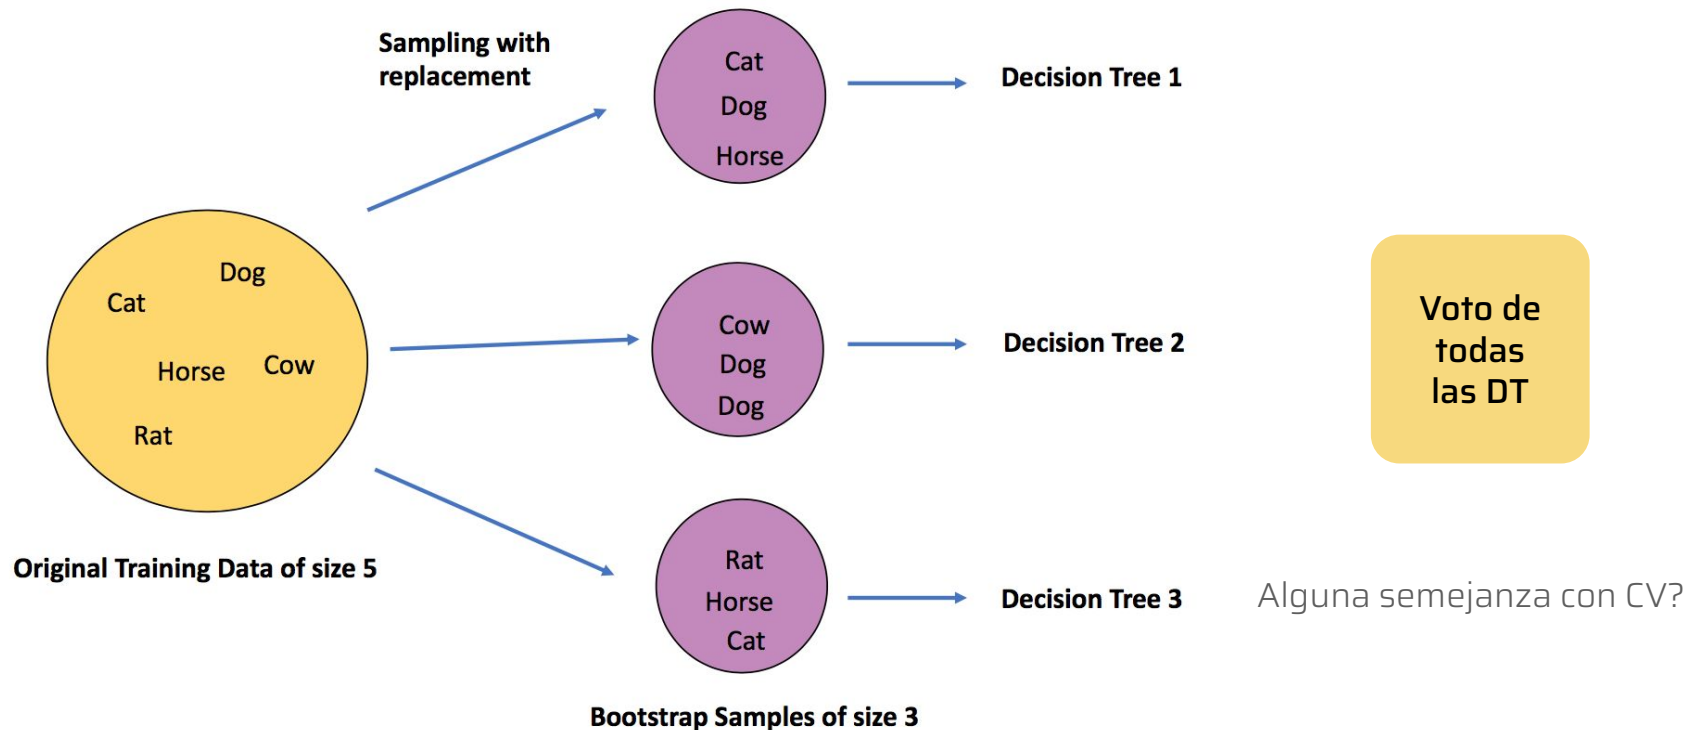 Sampling with
replacement
Cat
Dog
Horse
Decision Tree 1
Dog
Cat
Horse
Cow
Rat
Original Training Data of size 5
Cow
Dog
Dog
Decision Tree 2
Rat
Horse
Cat
Decision Tree 3
Bootstrap Samples of size 3
Voto de
todas
las DT
Alguna semejanza con CV?